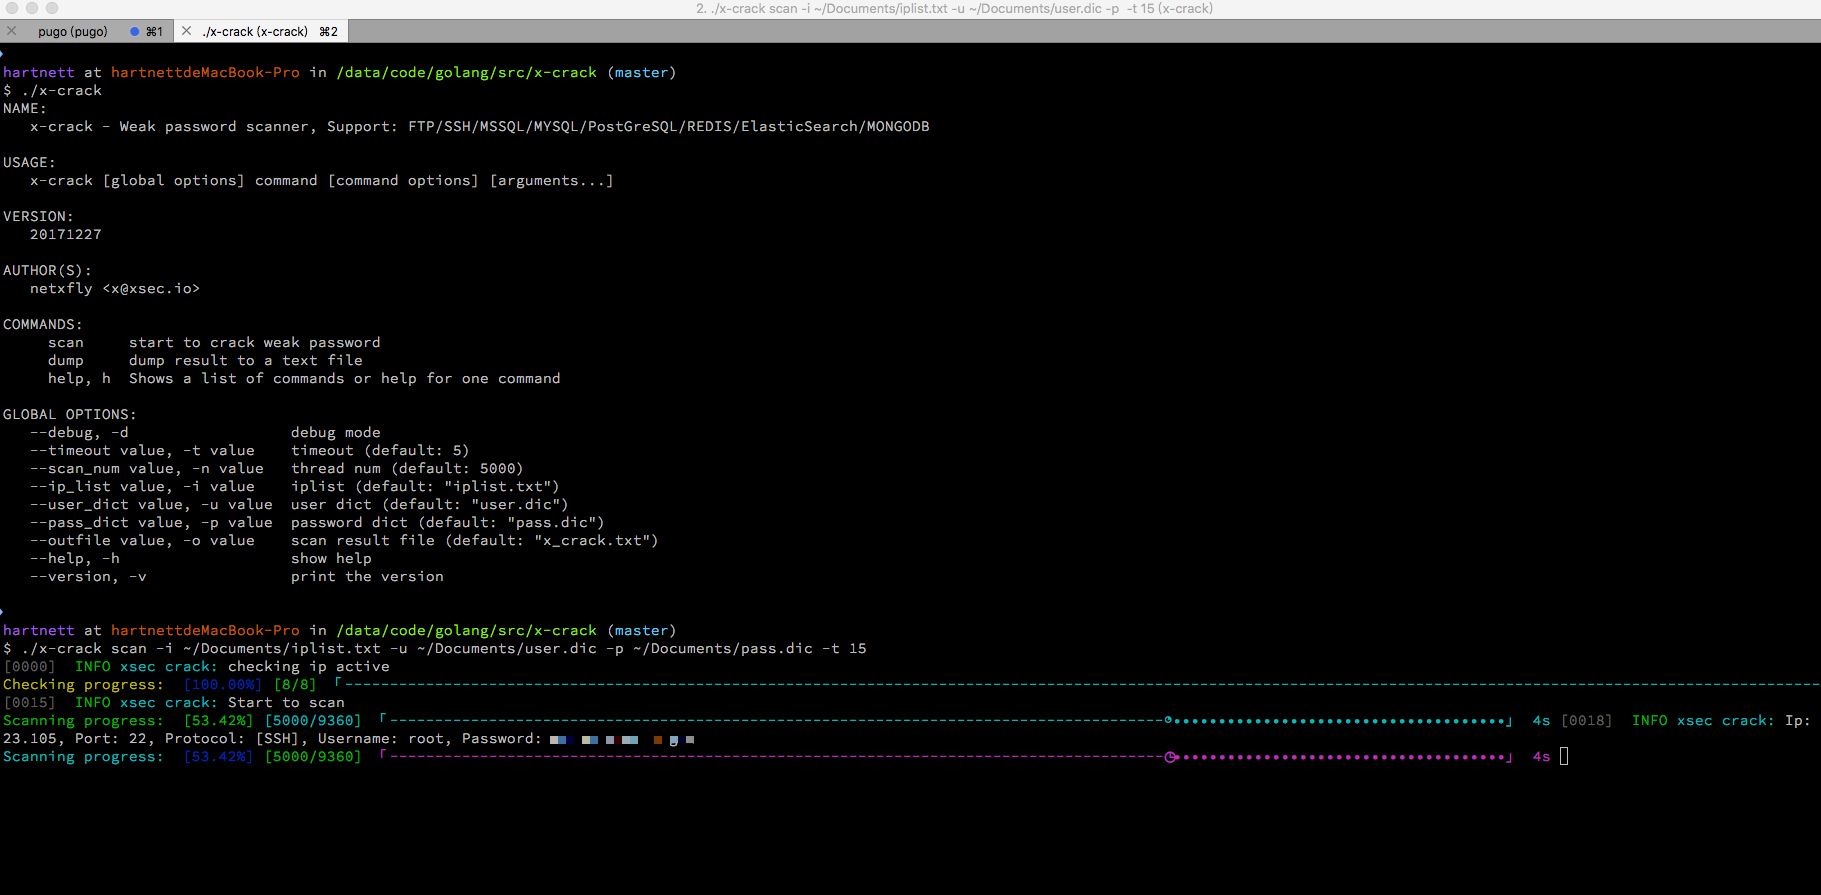 2. ./x-crack scan -i ~/Documents/iplist.txt -u ~/Documents/user.dic -p  -t 15 (x-crack)
pugo (pugo) ⌘1 ./x-crack (x-crack) ⌘2
hartnett at hartnettdeMacBook-Pro in /data/code/golang/src/x-crack (master)
$ ./x-crack
NAME:
   x-crack - Weak password scanner, Support: FTP/SSH/MSSQL/MYSQL/PostGreSQL/REDIS/ElasticSearch/MONGODB
USAGE:
   x-crack [global options] command [command options] [arguments...]
VERSION:
   20171227
AUTHOR(S):
   netxfly <x@xsec.io>
COMMANDS:
     scan     start to crack weak password
     dump     dump result to a text file
     help, h  Shows a list of commands or help for one command
GLOBAL OPTIONS:
   --debug, -d                  debug mode
   --timeout value, -t value    timeout (default: 5)
   --scan_num value, -n value   thread num (default: 5000)
   --ip_list value, -i value    iplist (default: "iplist.txt")
   --user_dict value, -u value  user dict (default: "user.dic")
   --pass_dict value, -p value  password dict (default: "pass.dic")
   --outfile value, -o value    scan result file (default: "x_crack.txt")
   --help, -h                   show help
   --version, -v                print the version
hartnett at hartnettdeMacBook-Pro in /data/code/golang/src/x-crack (master)
$ ./x-crack scan -i ~/Documents/iplist.txt -u ~/Documents/user.dic -p ~/Documents/pass.dic -t 15
[0000]  INFO xsec crack: checking ip active
Checking progress:  [100.00%] [8/8]
[0015]  INFO xsec crack: Start to scan
Scanning progress:  [53.42%] [5000/9360] 4s [0018]  INFO xsec crack: Ip:
23.105, Port: 22, Protocol: [SSH], Username: root, Password:
Scanning progress:  [53.42%] [5000/9360] 4s